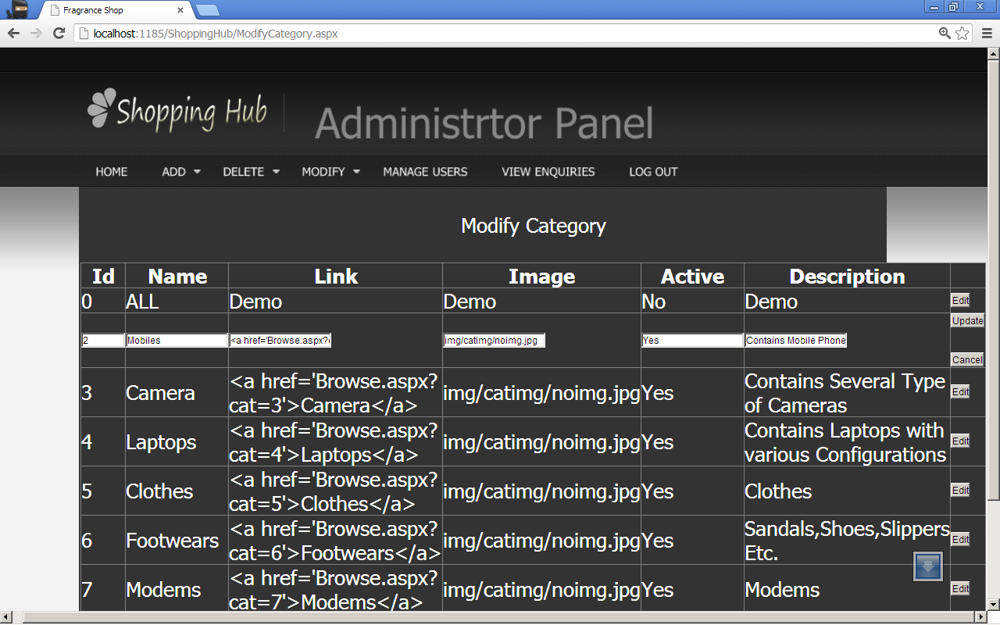 Fragrance Shop
localhost:1185/ShoppingHub/ModifyCategory.aspx
Shopping Hub
Administrtor Panel
HOME ADD DELETE MODIFY MANAGE USERS VIEW ENQUIRIES LOG OUT
Modify Category
Id Name Link Image Active Description
0 ALL Demo Demo No Demo Edit
Update
2 Mobiles <a href='Browse.aspx? img/catimg/noimg.jpg Yes Contains Mobile Phone
Cancel
<a href='Browse.aspx? Contains Several Type
3 Camera img/catimg/noimg.jpg Yes Edit
cat=3'>Camera</a> of Cameras
<a href='Browse.aspx? Contains Laptops with
4 Laptops img/catimg/noimg.jpg Yes Edit
cat=4'>Laptops</a> various Configurations
<a href='Browse.aspx?
5 Clothes img/catimg/noimg.jpg Yes Clothes Edit
cat=5'>Clothes</a>
<a href='Browse.aspx? Sandals,Shoes,Slippers
6 Footwears img/catimg/noimg.jpg Yes Edit
cat=6'>Footwears</a> Etc.
<a href='Browse.aspx?
7 Modems img/catimg/noimg.jpg Yes Modems Edit
cat=7'>Modems</a>